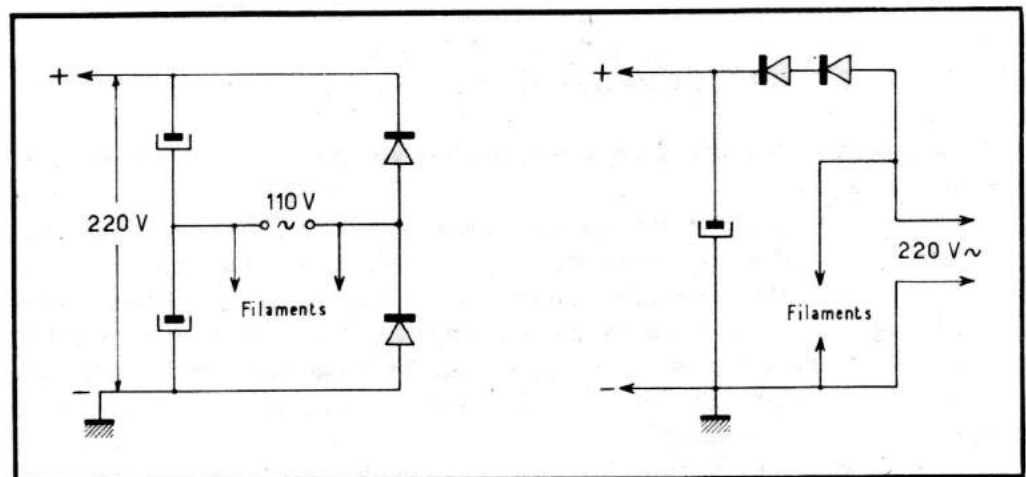 +
220 V
110 V
~
Filaments
-
+
220 V~
Filaments
-